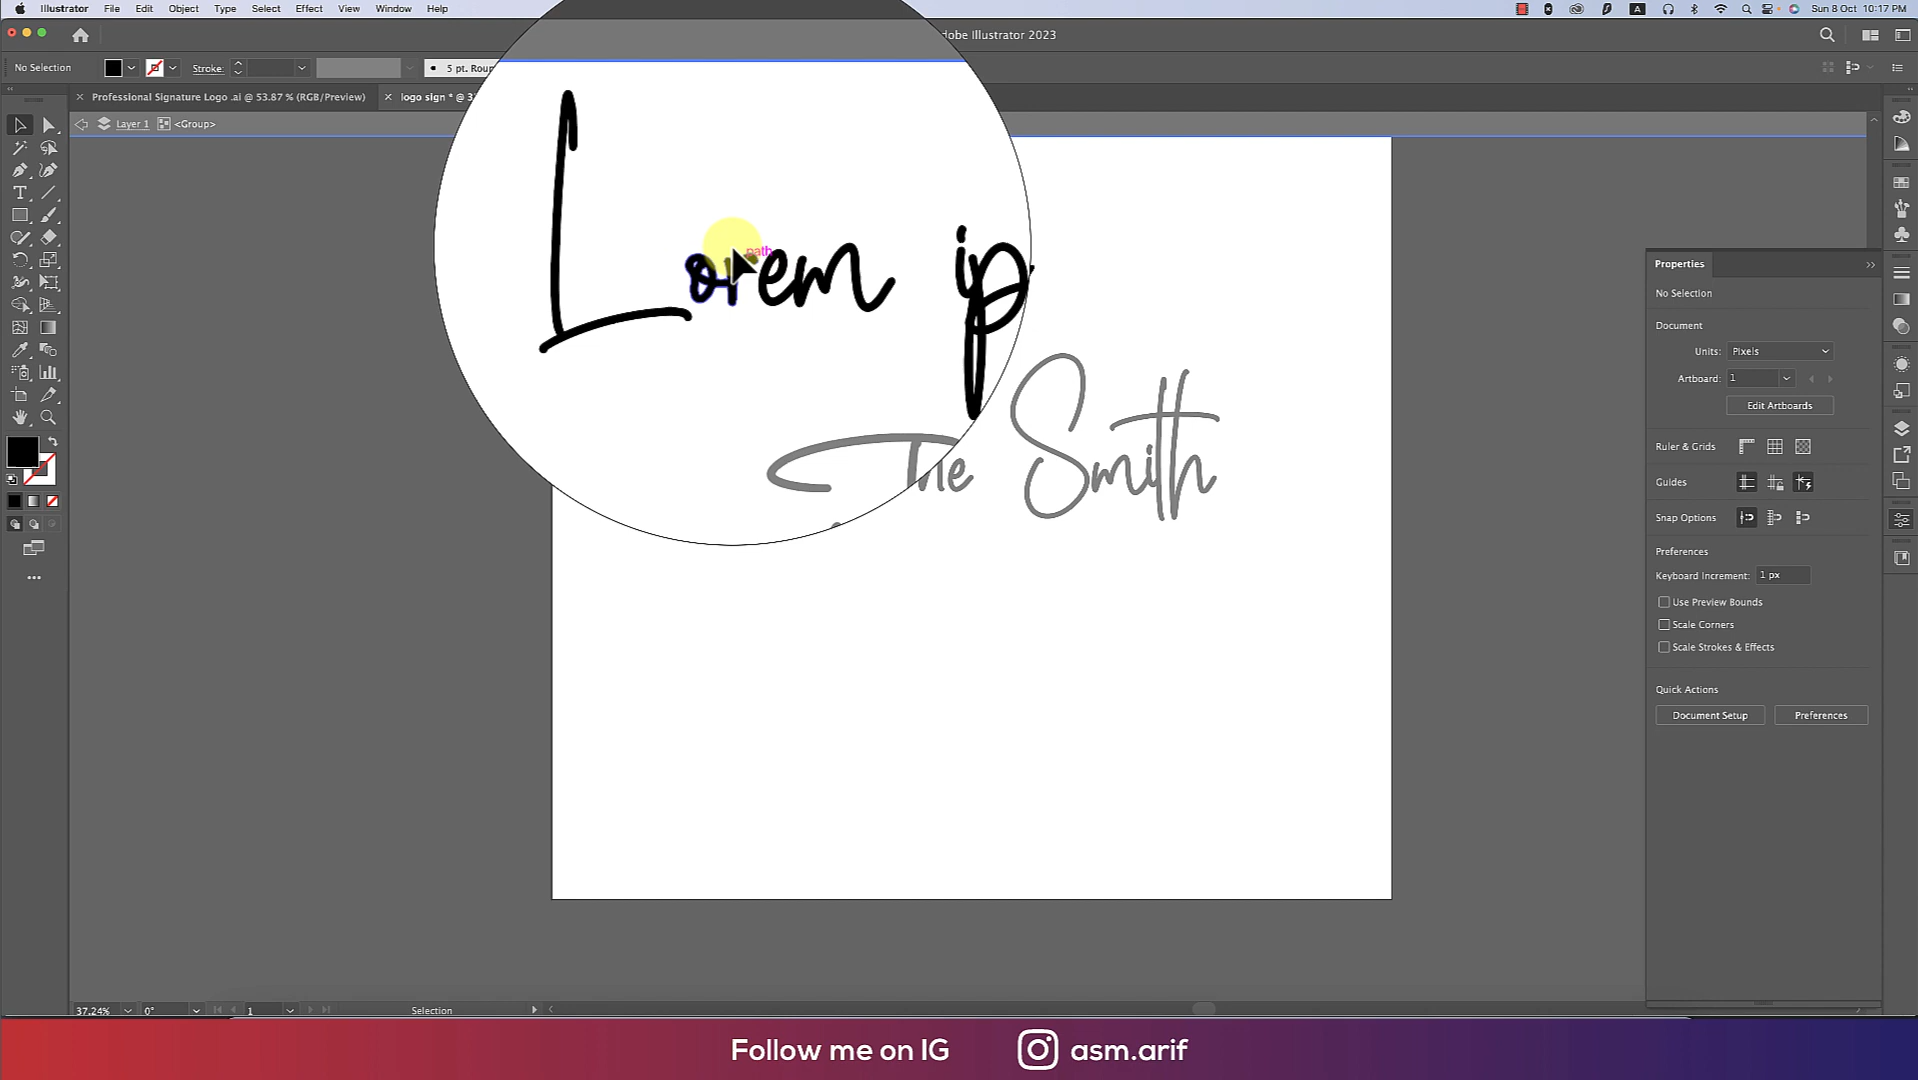 Illustrator File Edit Object Type Select Effect View Window Help
A Sun 8 Oct 10:17 PM
dobe Illustrator 2023
No Selection Stroke: 5 pt. Roun
Professional Signature Logo .ai @ 53.87 % (RGB/Preview) logo sign * @ 3
Layer 1 <Group>
Lorem ip
path
The Smith
Properties
No Selection
Document
Units: Pixels
Artboard: 1
Edit Artboards
Ruler & Grids
Guides
Snap Options
Preferences
Keyboard Increment: 1 px
Use Preview Bounds
Scale Corners
Scale Strokes & Effects
Quick Actions
Document Setup Preferences
37.24% 0° 1 Selection
Follow me on IG asm.arif